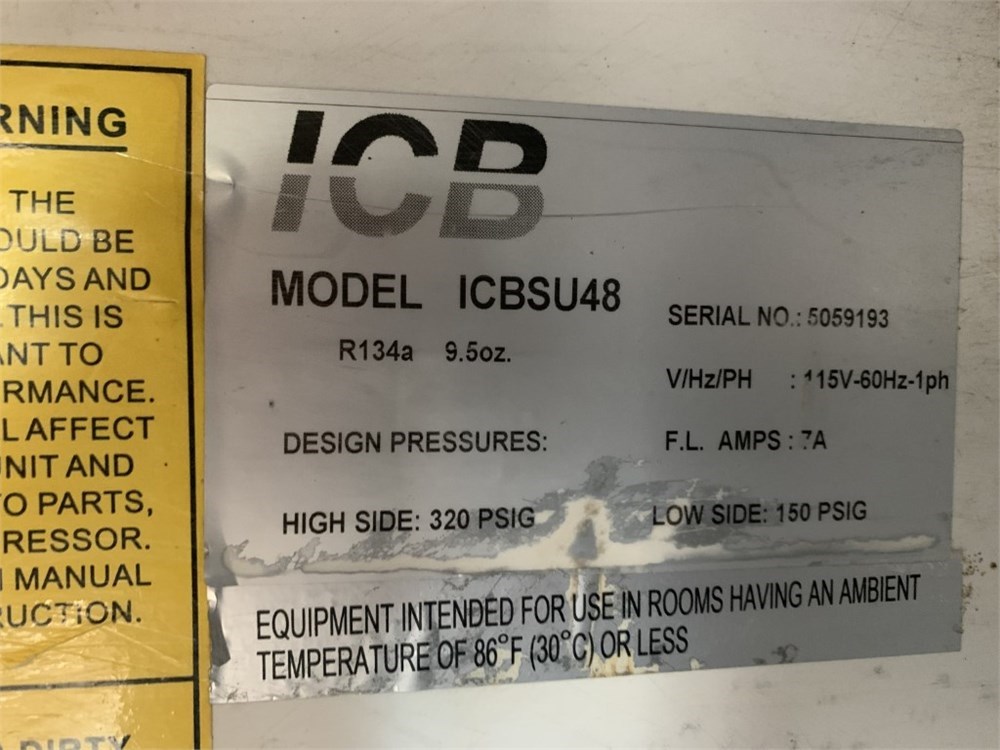 RNING
THE
OULD BE
DAYS AND
THIS IS
ANT TO
RMANCE.
L AFFECT
NIT AND
O PARTS,
RESSOR.
MANUAL
RUCTION.
DIRTY
ICB
MODEL ICBSU48
R134a 9.5oz.
SERIAL NO.: 5059193
V/Hz/PH : 115V-60Hz-1ph
DESIGN PRESSURES:
F.L. AMPS : 7A
HIGH SIDE: 320 PSIG
LOW SIDE: 150 PSIG
EQUIPMENT INTENDED FOR USE IN ROOMS HAVING AN AMBIENT
TEMPERATURE OF 86°F (30°C) OR LESS